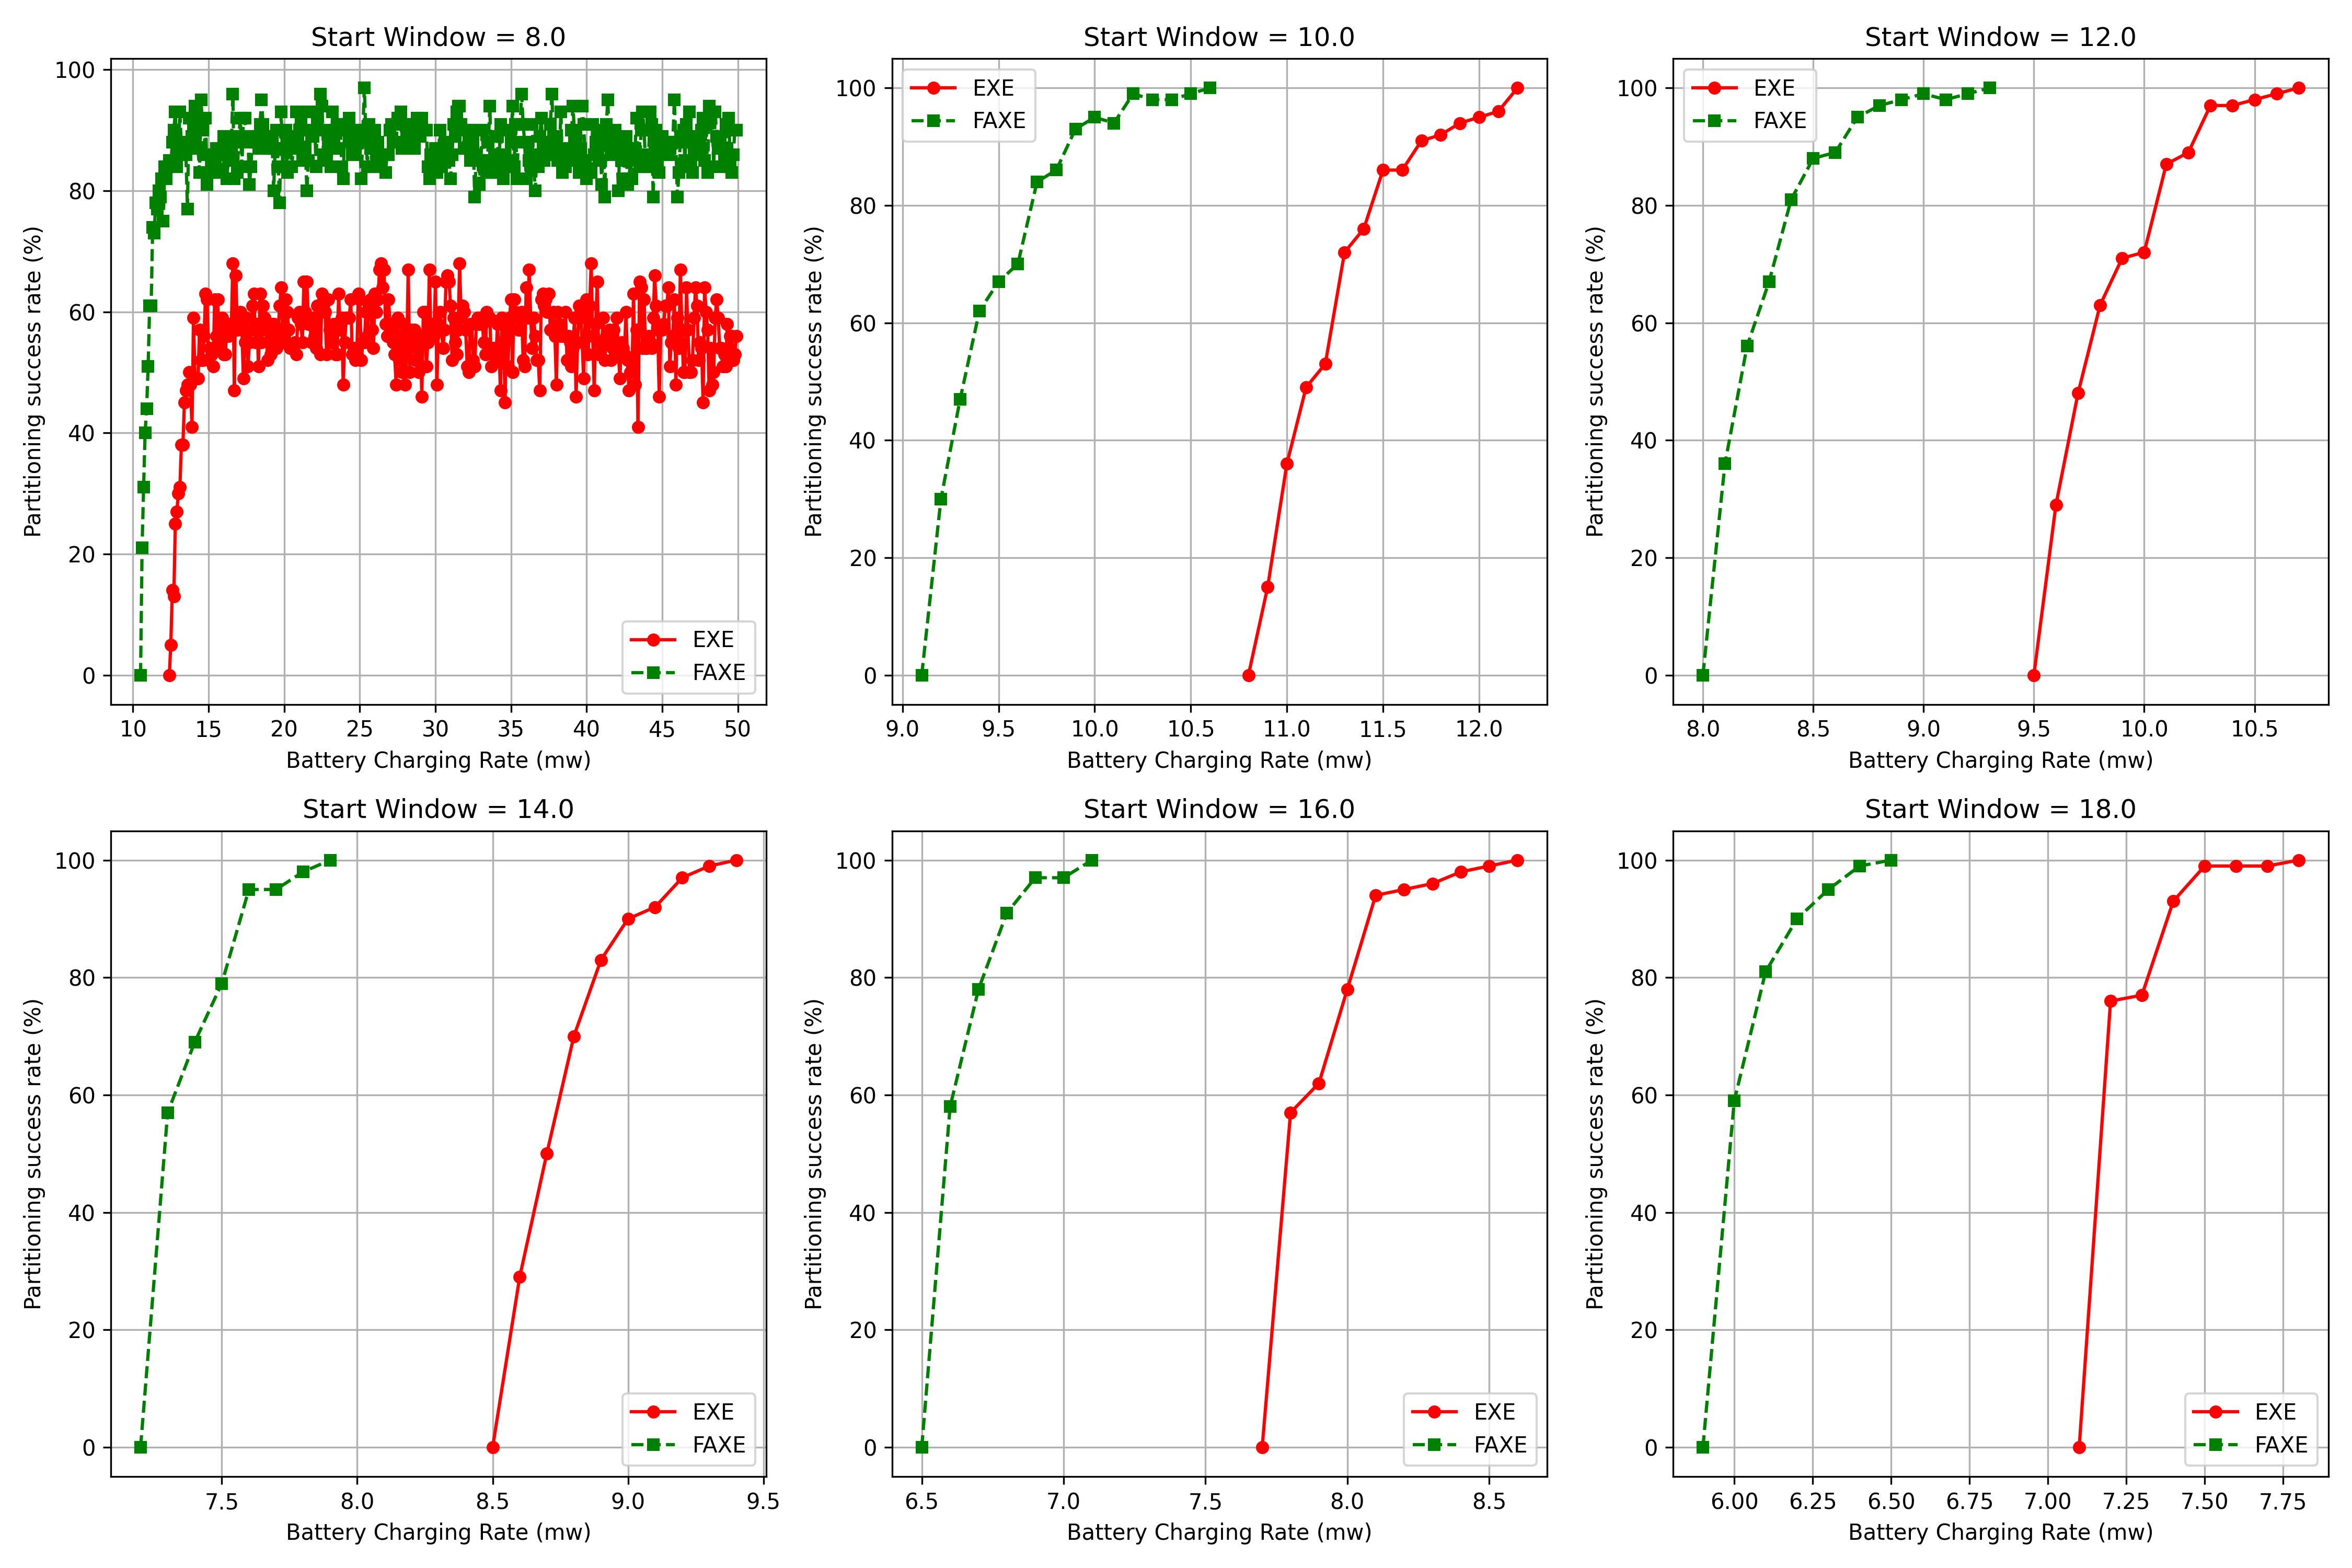 Start Window = 8.0
Partitioning success rate (%)
100
80
60
40
20
0
EXE
FAXE
10 15 20 25 30 35 40 45 50
Battery Charging Rate (mw)
Start Window = 10.0
Partitioning success rate (%)
100
80
60
40
20
0
EXE
FAXE
9.0 9.5 10.0 10.5 11.0 11.5 12.0
Battery Charging Rate (mw)
Start Window = 12.0
Partitioning success rate (%)
100
80
60
40
20
0
EXE
FAXE
8.0 8.5 9.0 9.5 10.0 10.5
Battery Charging Rate (mw)
Start Window = 14.0
Partitioning success rate (%)
100
80
60
40
20
0
EXE
FAXE
7.5 8.0 8.5 9.0 9.5
Battery Charging Rate (mw)
Start Window = 16.0
Partitioning success rate (%)
100
80
60
40
20
0
EXE
FAXE
6.5 7.0 7.5 8.0 8.5
Battery Charging Rate (mw)
Start Window = 18.0
Partitioning success rate (%)
100
80
60
40
20
0
EXE
FAXE
6.00 6.25 6.50 6.75 7.00 7.25 7.50 7.75
Battery Charging Rate (mw)